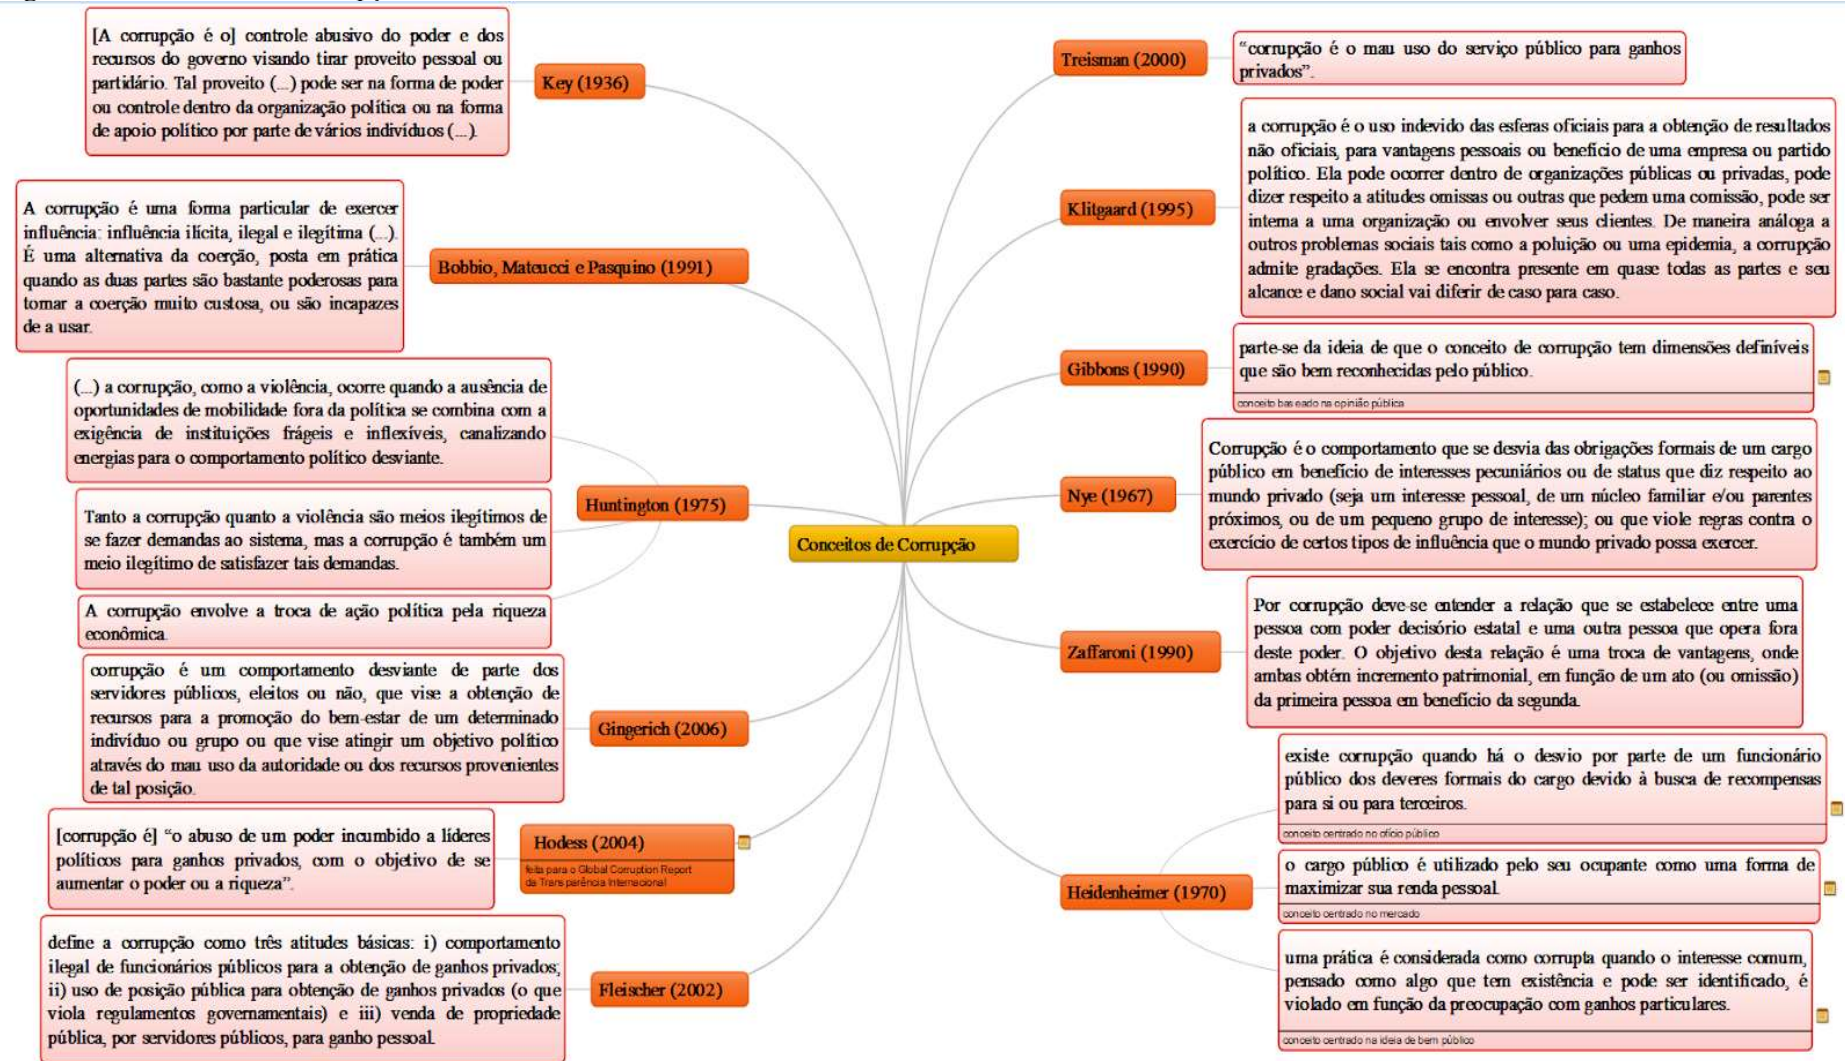 [A corrupção é o] controle abusivo do poder e dos
recursos do governo visando tirar proveito pessoal ou
partidário. Tal proveito (...) pode ser na forma de poder
ou controle dentro da organização política ou na forma
de apoio político por parte de vários indivíduos (...).
Key (1936)
A corrupção é uma forma particular de exercer
influência: influência ilícita, ilegal e ilegítima (...).
É uma alternativa da coerção, posta em prática
quando as duas partes são bastante poderosas para
tornar a coerção muito custosa, ou são incapazes
de a usar.
Bobbio, Mateucci e Pasquino (1991)
(...) a corrupção, como a violência, ocorre quando a ausência de
oportunidades de mobilidade fora da política se combina com a
exigência de instituições frágeis e inflexíveis, canalizando
energias para o comportamento político desviante.
Tanto a corrupção quanto a violência são meios ilegítimos de
se fazer demandas ao sistema, mas a corrupção é também um
meio ilegítimo de satisfazer tais demandas.
A corrupção envolve a troca de ação política pela riqueza
econômica.
Huntington (1975)
corrupção é um comportamento desviante de parte dos
servidores públicos, eleitos ou não, que vise a obtenção de
recursos para a promoção do bem-estar de um determinado
indivíduo ou grupo ou que vise atingir um objetivo político
através do mau uso da autoridade ou dos recursos provenientes
de tal posição.
Gingerich (2006)
[corrupção é] “o abuso de um poder incumbido a líderes
políticos para ganhos privados, com o objetivo de se
aumentar o poder ou a riqueza”.
Hodess (2004)
feita para o Global Corruption Report
da Transparência Internacional
define a corrupção como três atitudes básicas: i) comportamento
ilegal de funcionários públicos para a obtenção de ganhos privados;
ii) uso de posição pública para obtenção de ganhos privados (o que
viola regulamentos governamentais) e iii) venda de propriedade
pública, por servidores públicos, para ganho pessoal.
Fleischer (2002)
Conceitos de Corrupção
Treisman (2000)
“corrupção é o mau uso do serviço público para ganhos
privados”.
Klitgaard (1995)
a corrupção é o uso indevido das esferas oficiais para a obtenção de resultados
não oficiais, para vantagens pessoais ou benefício de uma empresa ou partido
político. Ela pode ocorrer dentro de organizações públicas ou privadas, pode
dizer respeito a atitudes omissas ou outras que pedem uma comissão, pode ser
interna a uma organização ou envolver seus clientes. De maneira análoga a
outros problemas sociais tais como a poluição ou uma epidemia, a corrupção
admite gradações. Ela se encontra presente em quase todas as partes e seu
alcance e dano social vai diferir de caso para caso.
Gibbons (1990)
parte-se da ideia de que o conceito de corrupção tem dimensões definíveis
que são bem reconhecidas pelo público.
conceito baseado na opinião pública
Nye (1967)
Corrupção é o comportamento que se desvia das obrigações formais de um cargo
público em benefício de interesses pecuniários ou de status que diz respeito ao
mundo privado (seja um interesse pessoal, de um núcleo familiar e/ou parentes
próximos, ou de um pequeno grupo de interesse); ou que viole regras contra o
exercício de certos tipos de influência que o mundo privado possa exercer.
Zaffaroni (1990)
Por corrupção deve-se entender a relação que se estabelece entre uma
pessoa com poder decisório estatal e uma outra pessoa que opera fora
deste poder. O objetivo desta relação é uma troca de vantagens, onde
ambas obtém incremento patrimonial, em função de um ato (ou omissão)
da primeira pessoa em benefício da segunda.
Heidenheimer (1970)
existe corrupção quando há o desvio por parte de um funcionário
público dos deveres formais do cargo devido à busca de recompensas
para si ou para terceiros.
conceito centrado no ofício público
o cargo público é utilizado pelo seu ocupante como uma forma de
maximizar sua renda pessoal.
conceito centrado no mercado
uma prática é considerada como corrupta quando o interesse comum,
pensado como algo que tem existência e pode ser identificado, é
violado em função da preocupação com ganhos particulares.
conceito centrado na ideia de bem público